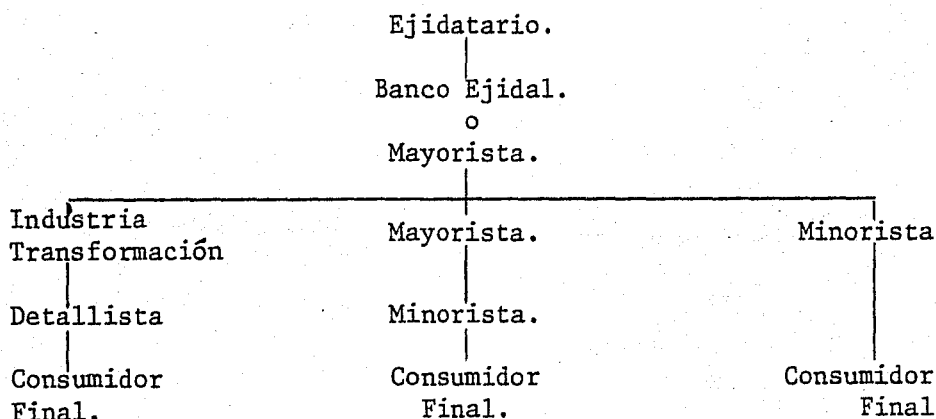 Ejidatario.
Banco Ejidal.
o
Mayorista.
Industria Transformación
Mayorista.
Minorista
Detallista
Minorista.
Consumidor Final.
Consumidor Final.
Consumidor Final